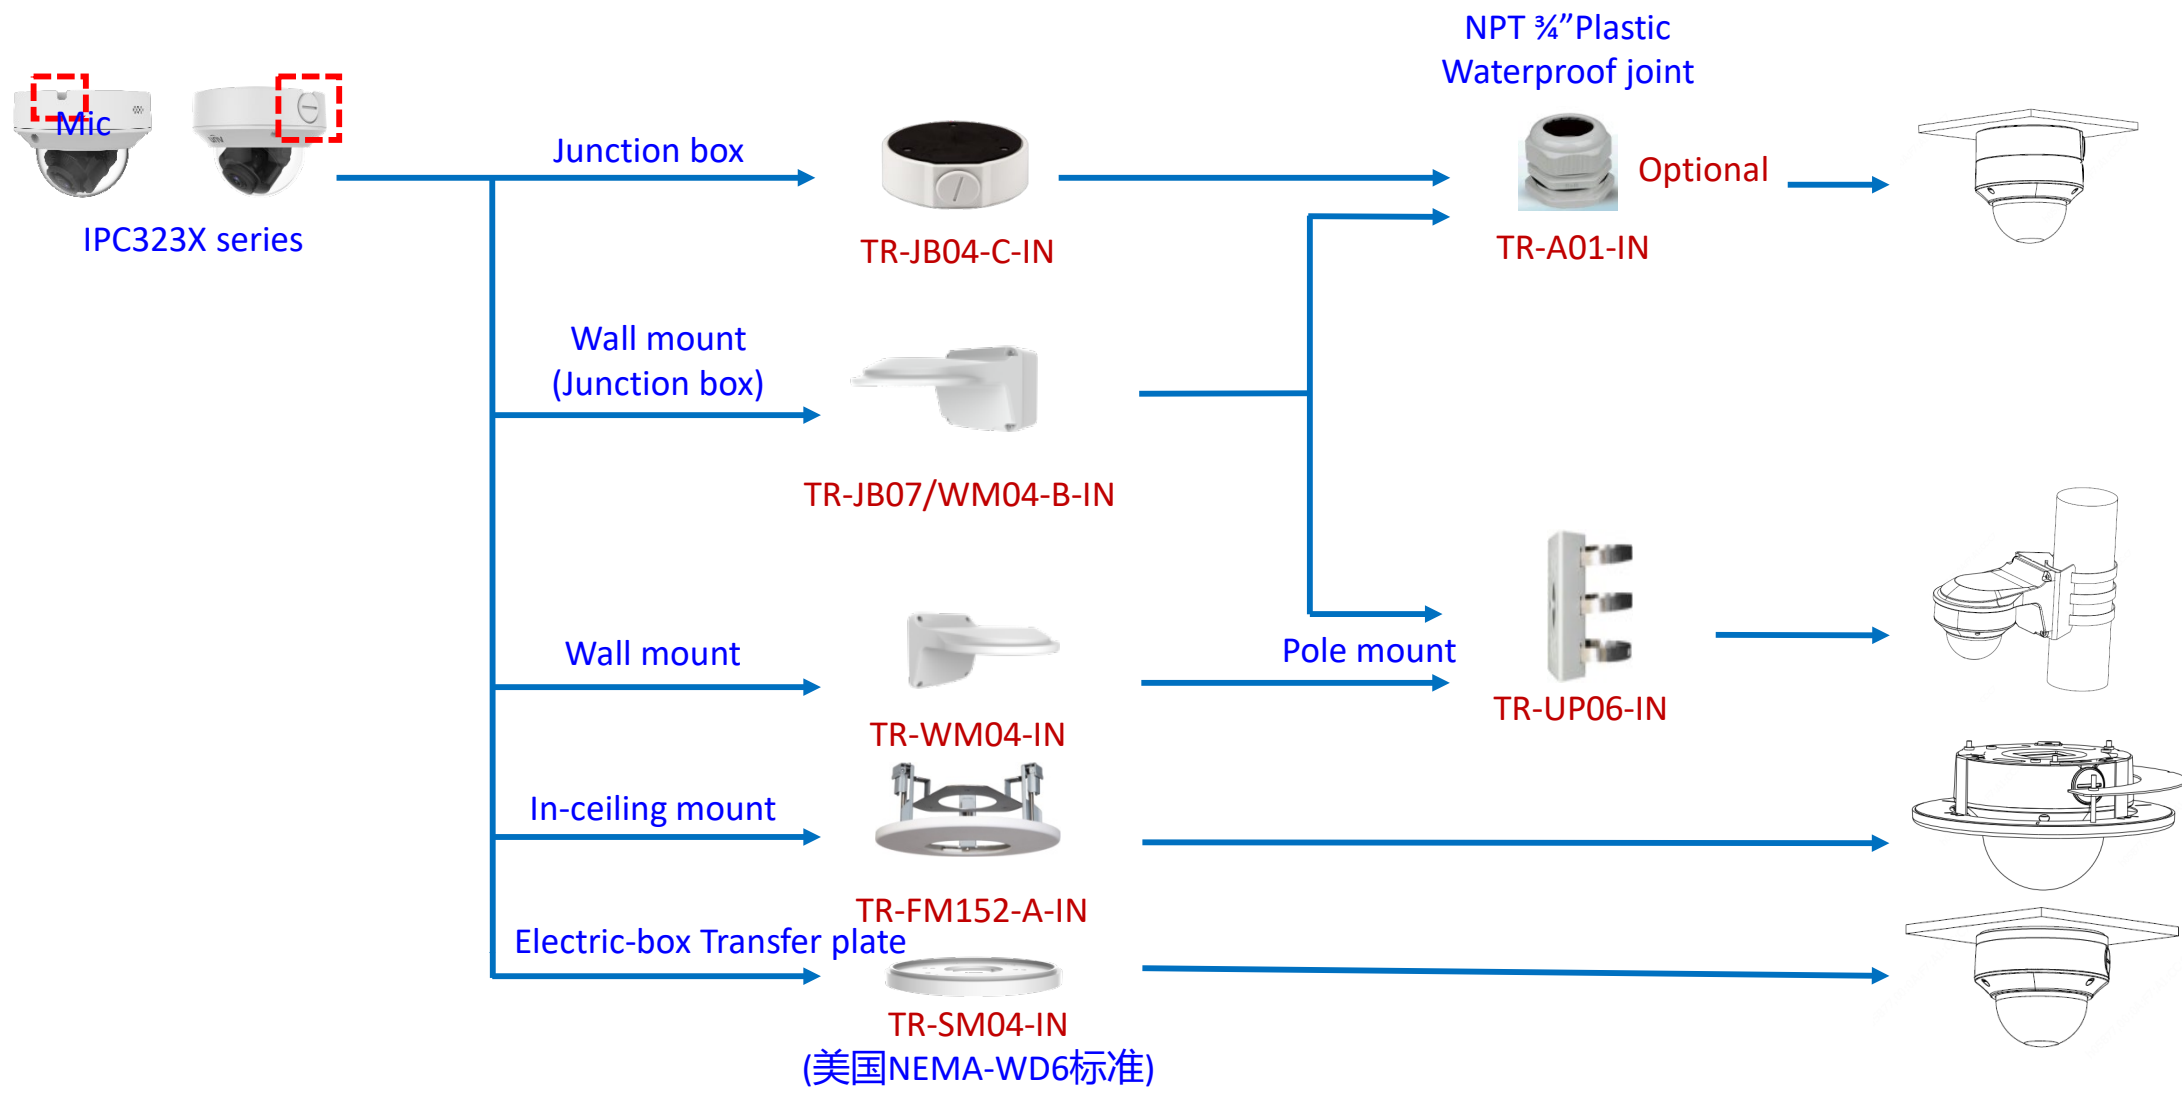 NPT ¾”Plastic
Waterproof joint
Mic
IPC323X series
Junction box
TR-JB04-C-IN
Optional
TR-A01-IN
Wall mount
(Junction box)
TR-JB07/WM04-B-IN
Wall mount
TR-WM04-IN
Pole mount
TR-UP06-IN
In-ceiling mount
TR-FM152-A-IN
Electric-box Transfer plate
TR-SM04-IN
(美国NEMA-WD6标准)